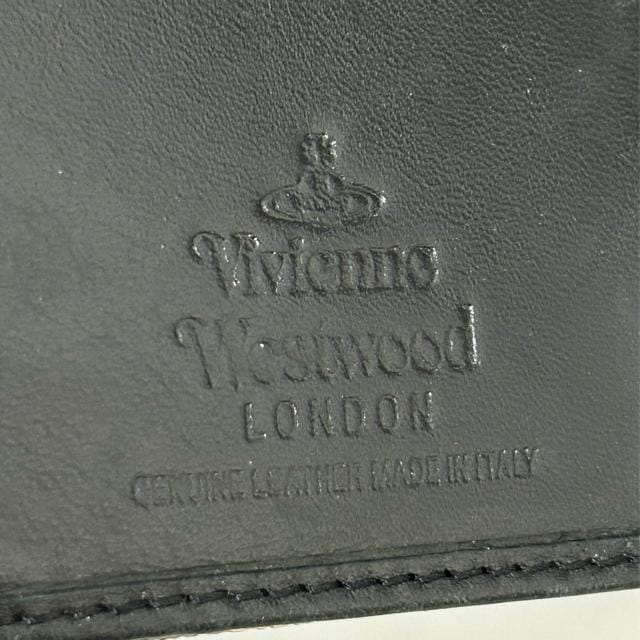 Vivienne
Westwood
LONDON
GENUINE LEATHER MADE IN ITALY